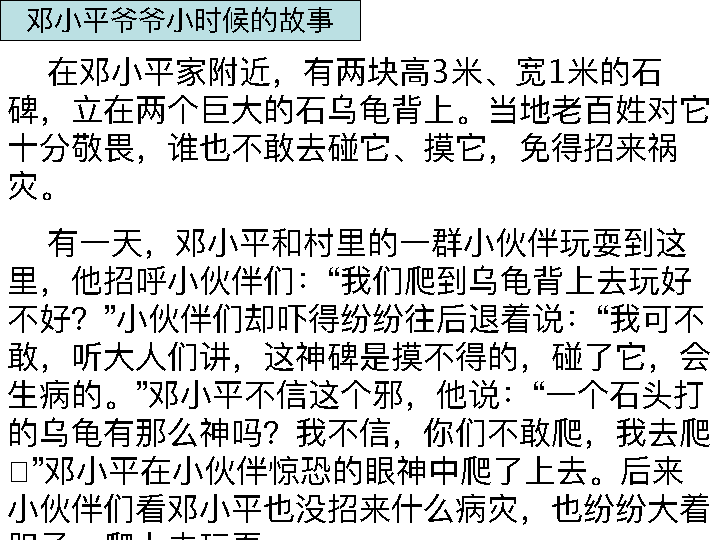 邓小平爷爷小时候的故事
在邓小平家附近，有两块高3米、宽1米的石
碑，立在两个巨大的石乌龟背上。当地老百姓对它
十分敬畏，谁也不敢去碰它、摸它，免得招来祸
灾。
有一天，邓小平和村里的一群小伙伴玩耍到这
里，他招呼小伙伴们：“我们爬到乌龟背上去玩好
不好？”小伙伴们却吓得纷纷往后退着说：“我可不
敢，听大人们讲，这神碑是摸不得的，碰了它，会
生病的。”邓小平不信这个邪，他说：“一个石头打
的乌龟有那么神吗？我不信，你们不敢爬，我去爬
□”邓小平在小伙伴惊恐的眼神中爬了上去。后来
小伙伴们看邓小平也没招来什么病灾，也纷纷大着